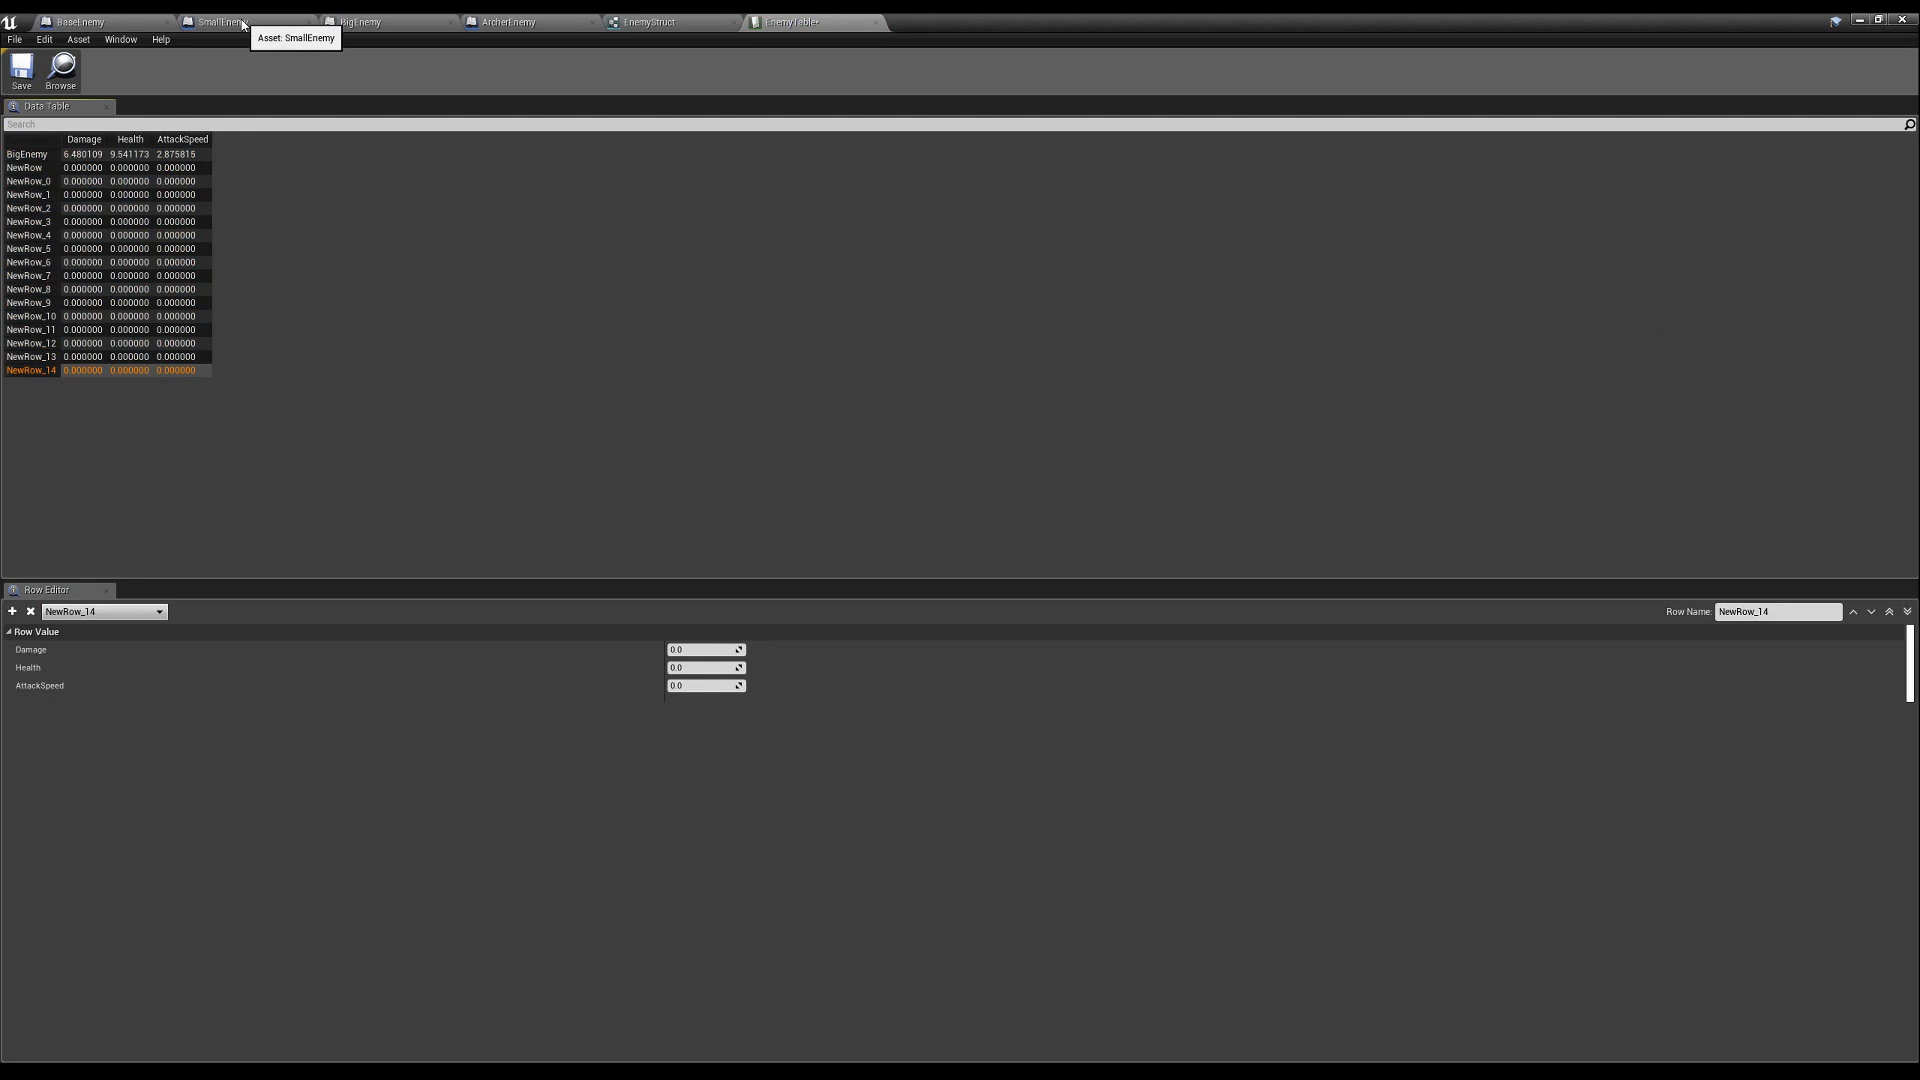 BaseEnemy SmallEnemy BigEnemy ArcherEnemy EnemyStruct EnemyTable*
File Edit Asset Window Help
Asset: SmallEnemy
Save Browse
Data Table
Search
Damage Health AttackSpeed
BigEnemy 6.480109 9.541173 2.875815
NewRow 0.000000 0.000000 0.000000
NewRow_0 0.000000 0.000000 0.000000
NewRow_1 0.000000 0.000000 0.000000
NewRow_2 0.000000 0.000000 0.000000
NewRow_3 0.000000 0.000000 0.000000
NewRow_4 0.000000 0.000000 0.000000
NewRow_5 0.000000 0.000000 0.000000
NewRow_6 0.000000 0.000000 0.000000
NewRow_7 0.000000 0.000000 0.000000
NewRow_8 0.000000 0.000000 0.000000
NewRow_9 0.000000 0.000000 0.000000
NewRow_10 0.000000 0.000000 0.000000
NewRow_11 0.000000 0.000000 0.000000
NewRow_12 0.000000 0.000000 0.000000
NewRow_13 0.000000 0.000000 0.000000
NewRow_14 0.000000 0.000000 0.000000
Row Editor
NewRow_14 Row Name: NewRow_14
Row Value
Damage 0.0
Health 0.0
AttackSpeed 0.0